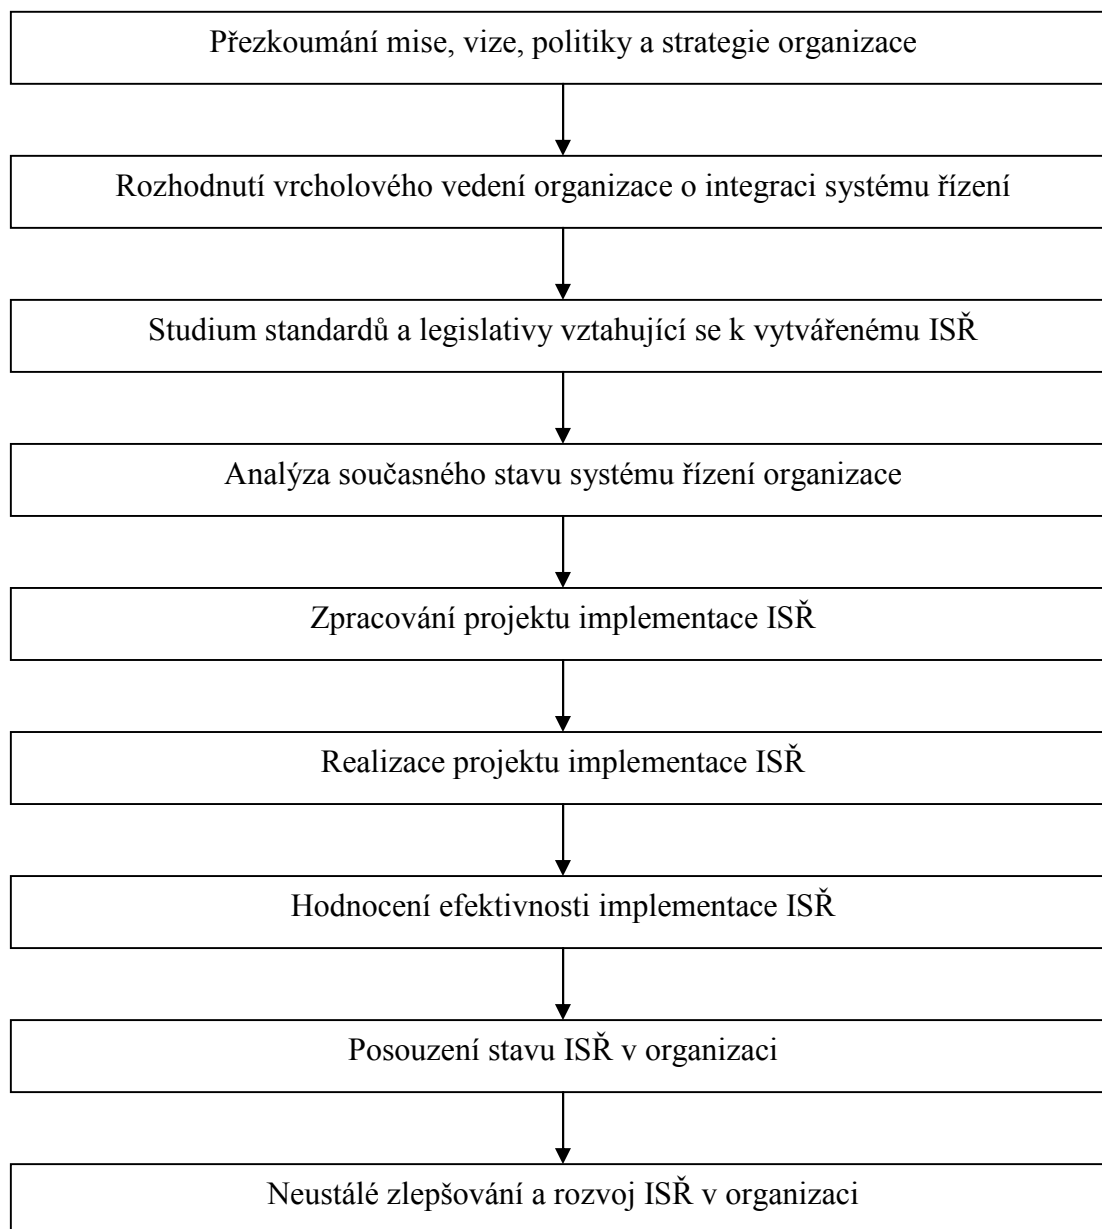 Přezkoumání mise, vize, politiky a strategie organizace
Rozhodnutí vrcholového vedení organizace o integraci systému řízení
Studium standardů a legislativy vztahující se k vytvářenému ISŘ
Analýza současného stavu systému řízení organizace
Zpracování projektu implementace ISŘ
Realizace projektu implementace ISŘ
Hodnocení efektivnosti implementace ISŘ
Posouzení stavu ISŘ v organizaci
Neustálé zlepšování a rozvoj ISŘ v organizaci